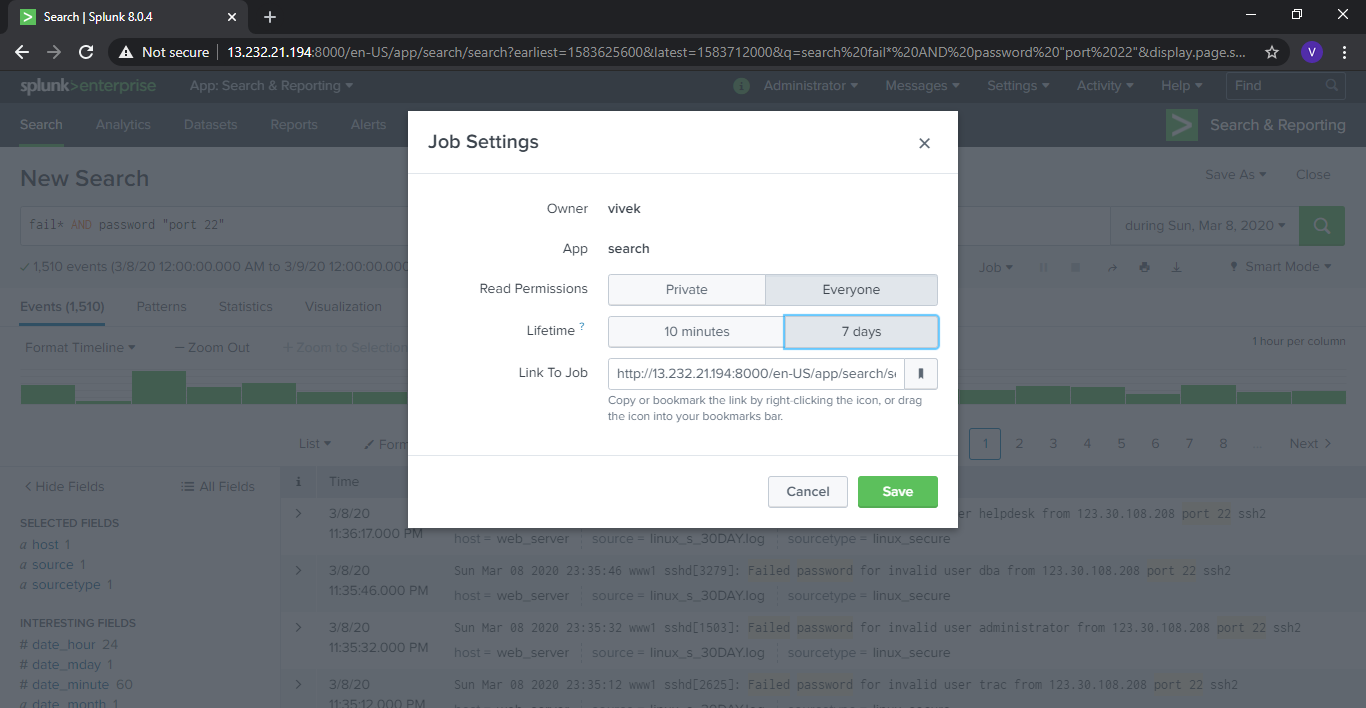 Search | Splunk 8.0.4
Not secure 13.232.21.194:8000/en-US/app/search/search?earliest=1583625600&latest=1583712000&q=search%20fail*%20AND%20password%20"port%2022"&display.page.s... V
splunk>enterprise App: Search & Reporting i Administrator Messages Settings Activity Help Find
Search Analytics Datasets Reports Alerts Search & Reporting
New Search Save As Close
fail* AND password "port 22" during Sun, Mar 8, 2020
1,510 events (3/8/20 12:00:00.000 AM to 3/9/20 12:00:00.000 Job Smart Mode
Events (1,510) Patterns Statistics Visualization
Format Timeline — Zoom Out + Zoom to Selection 1 hour per column
Job Settings
Owner vivek
App search
Read Permissions Private Everyone
Lifetime ? 10 minutes 7 days
Link To Job http://13.232.21.194:8000/en-US/app/search/se
Copy or bookmark the link by right-clicking the icon, or drag
the icon into your bookmarks bar.
Cancel Save
List Form 1 2 3 4 5 6 7 8 ... Next >
< Hide Fields All Fields i Time
SELECTED FIELDS
a host 1
a source 1
a sourcetype 1
INTERESTING FIELDS
# date_hour 24
# date_mday 1
# date_minute 60
a date_month 1
> 3/8/20 er helpdesk from 123.30.108.208 port 22 ssh2
11:36:17.000 PM host = web_server source = linux_s_30DAY.log sourcetype = linux_secure
> 3/8/20 Sun Mar 08 2020 23:35:46 www1 sshd[3279]: Failed password for invalid user dba from 123.30.108.208 port 22 ssh2
11:35:46.000 PM host = web_server source = linux_s_30DAY.log sourcetype = linux_secure
> 3/8/20 Sun Mar 08 2020 23:35:32 www1 sshd[1503]: Failed password for invalid user administrator from 123.30.108.208 port 22 ssh2
11:35:32.000 PM host = web_server source = linux_s_30DAY.log sourcetype = linux_secure
> 3/8/20 Sun Mar 08 2020 23:35:12 www1 sshd[2625]: Failed password for invalid user trac from 123.30.108.208 port 22 ssh2
11:35:12.000 PM